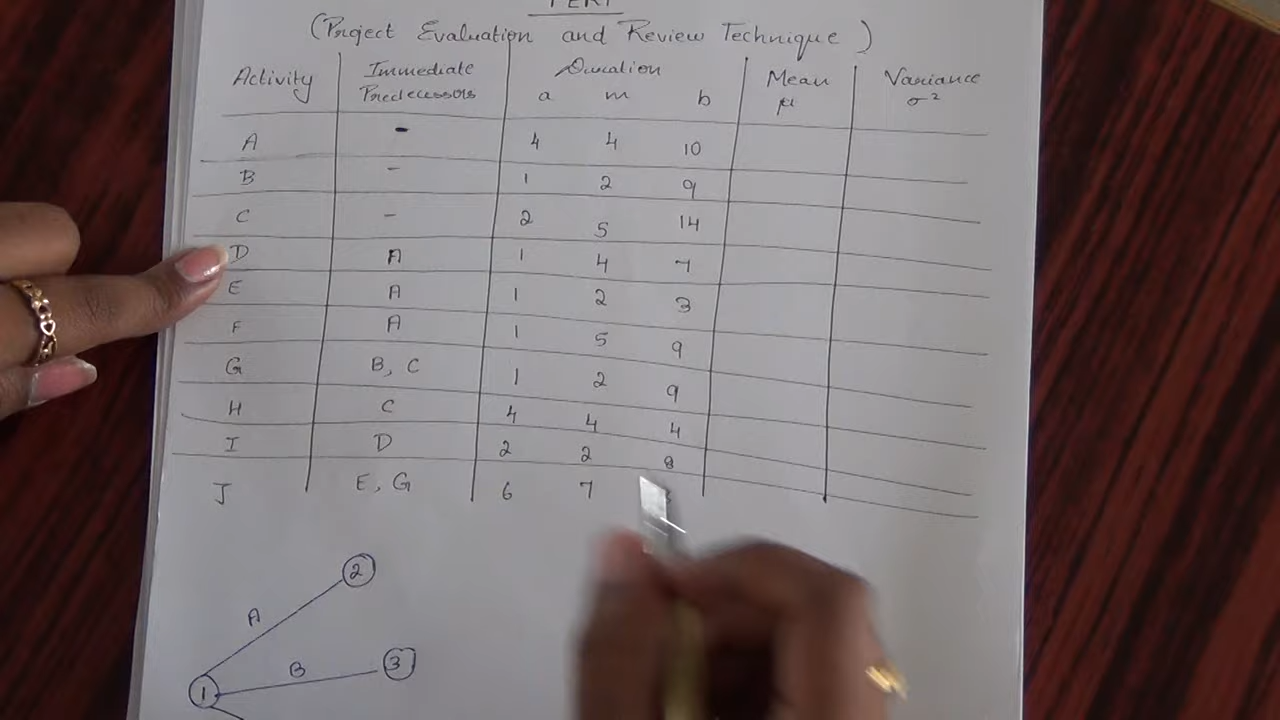 PERT
(Project Evaluation and Review Technique)
Activity Immediate Predecessors Duration a m b Mean μ Variance σ²
A - 4 4 10
B - 1 2 9
C - 2 5 14
D A 1 4 7
E A 1 2 3
F A 1 5 9
G B, C 1 2 9
H C 4 4 4
I D 2 2 8
J E, G 6 7
2
A
B 3
1